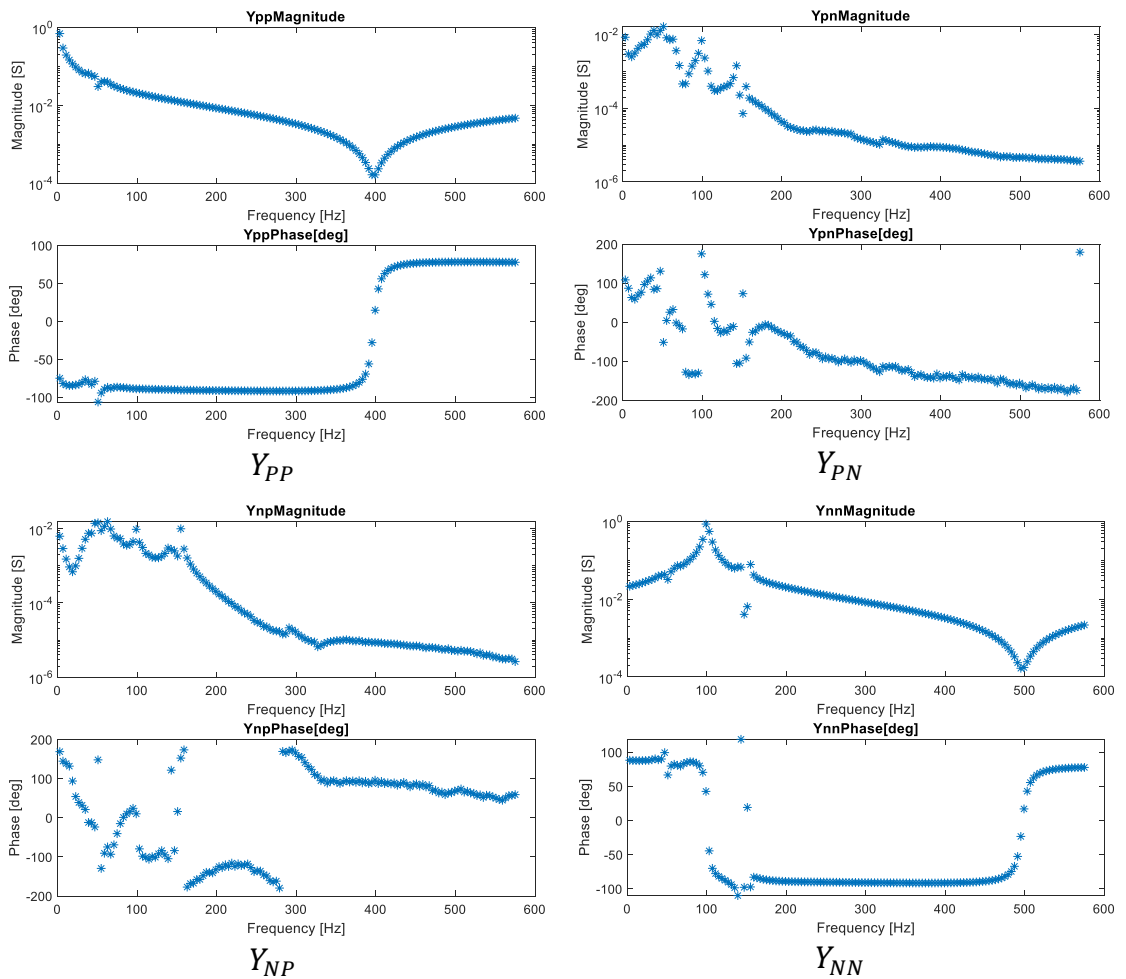 YppMagnitude
Magnitude [S]
10^0
10^-2
10^-4
0 100 200 300 400 500 600
Frequency [Hz]
YppPhase[deg]
Phase [deg]
100
50
0
-50
-100
0 100 200 300 400 500 600
Frequency [Hz]
Y_PP
YpnMagnitude
Magnitude [S]
10^-2
10^-4
10^-6
0 100 200 300 400 500 600
Frequency [Hz]
YpnPhase[deg]
Phase [deg]
200
100
0
-100
-200
0 100 200 300 400 500 600
Frequency [Hz]
Y_PN
YnpMagnitude
Magnitude [S]
10^-2
10^-4
10^-6
0 100 200 300 400 500 600
Frequency [Hz]
YnpPhase[deg]
Phase [deg]
200
100
0
-100
-200
0 100 200 300 400 500 600
Frequency [Hz]
Y_NP
YnnMagnitude
Magnitude [S]
10^0
10^-2
10^-4
0 100 200 300 400 500 600
Frequency [Hz]
YnnPhase[deg]
Phase [deg]
100
50
0
-50
-100
0 100 200 300 400 500 600
Frequency [Hz]
Y_NN